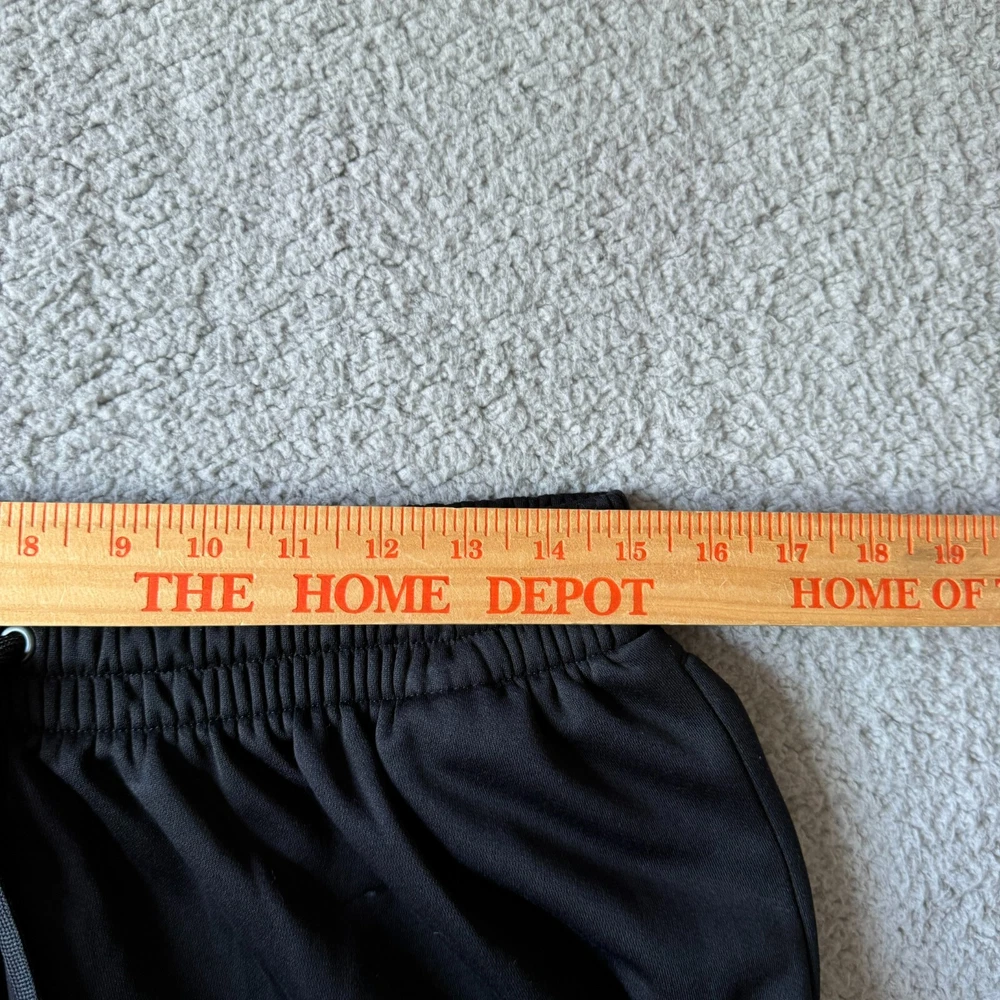 8 9 10 11 12 13 14 15 16 17 18 19
THE HOME DEPOT HOME OF